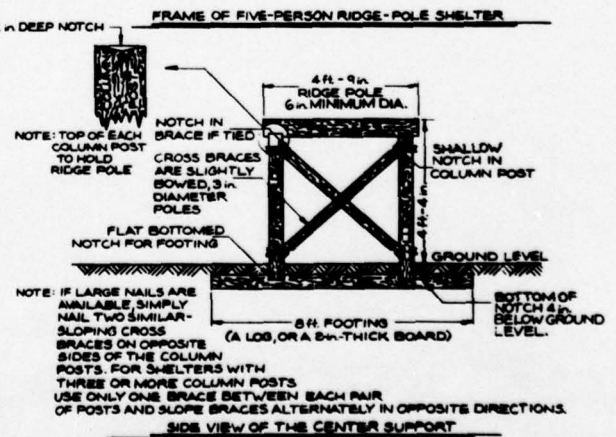 FRAME OF FIVE-PERSON RIDGE-POLE SHELTER
in DEEP NOTCH
4 ft - 9 in
RIDGE POLE
6 in MINIMUM DIA.
NOTE: TOP OF EACH
COLUMN POST
TO HOLD
RIDGE POLE
NOTCH IN
BRACE IF TIED
CROSS BRACES
ARE SLIGHTLY
BOWED, 3 in
DIAMETER
POLES
SHALLOW
NOTCH IN
COLUMN POST
4 ft - 4 in
FLAT BOTTOMED
NOTCH FOR FOOTING
GROUND LEVEL
NOTE: IF LARGE NAILS ARE
AVAILABLE, SIMPLY
NAIL TWO SIMILAR-
SLOPING CROSS
BRACES ON OPPOSITE
SIDES OF THE COLUMN
POSTS. FOR SHELTERS WITH
THREE OR MORE COLUMN POSTS
USE ONLY ONE BRACE BETWEEN EACH PAIR
OF POSTS AND SLOPE BRACES ALTERNATELY IN OPPOSITE DIRECTIONS.
8 ft. FOOTING
(A LOG, OR A 2in-THICK BOARD)
BOTTOM OF
NOTCH 4 in.
BELOW GROUND
LEVEL.
SIDE VIEW OF THE CENTER SUPPORT